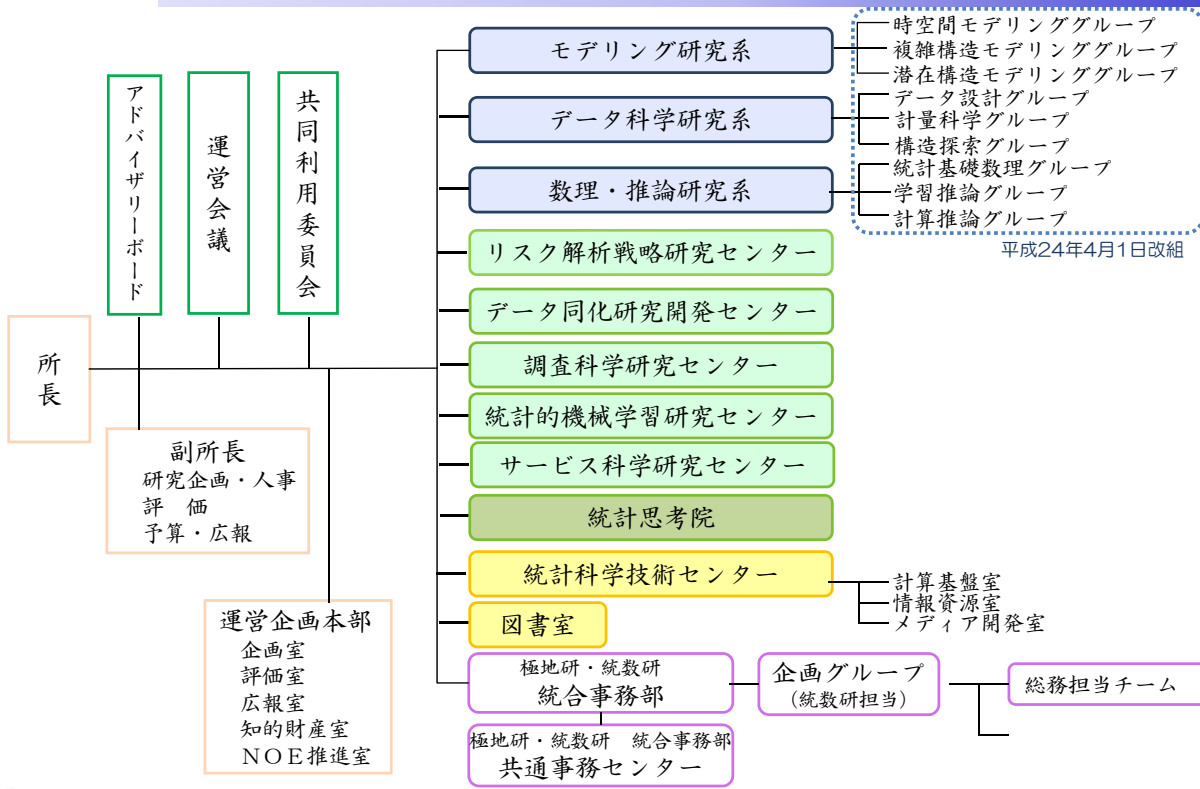 所長
アドバイザリーボード
運営会議
共同利用委員会
副所長
研究企画・人事
評　価
予算・広報
運営企画本部
企画室
評価室
広報室
知的財産室
ＮＯＥ推進室
モデリング研究系
時空間モデリンググループ
複雑構造モデリンググループ
潜在構造モデリンググループ
データ科学研究系
データ設計グループ
計量科学グループ
構造探索グループ
数理・推論研究系
統計基礎数理グループ
学習推論グループ
計算推論グループ
平成24年4月1日改組
リスク解析戦略研究センター
データ同化研究開発センター
調査科学研究センター
統計的機械学習研究センター
サービス科学研究センター
統計思考院
統計科学技術センター
計算基盤室
情報資源室
メディア開発室
図書室
極地研・統数研
統合事務部
企画グループ
（統数研担当）
総務担当チーム
極地研・統数研　統合事務部
共通事務センター